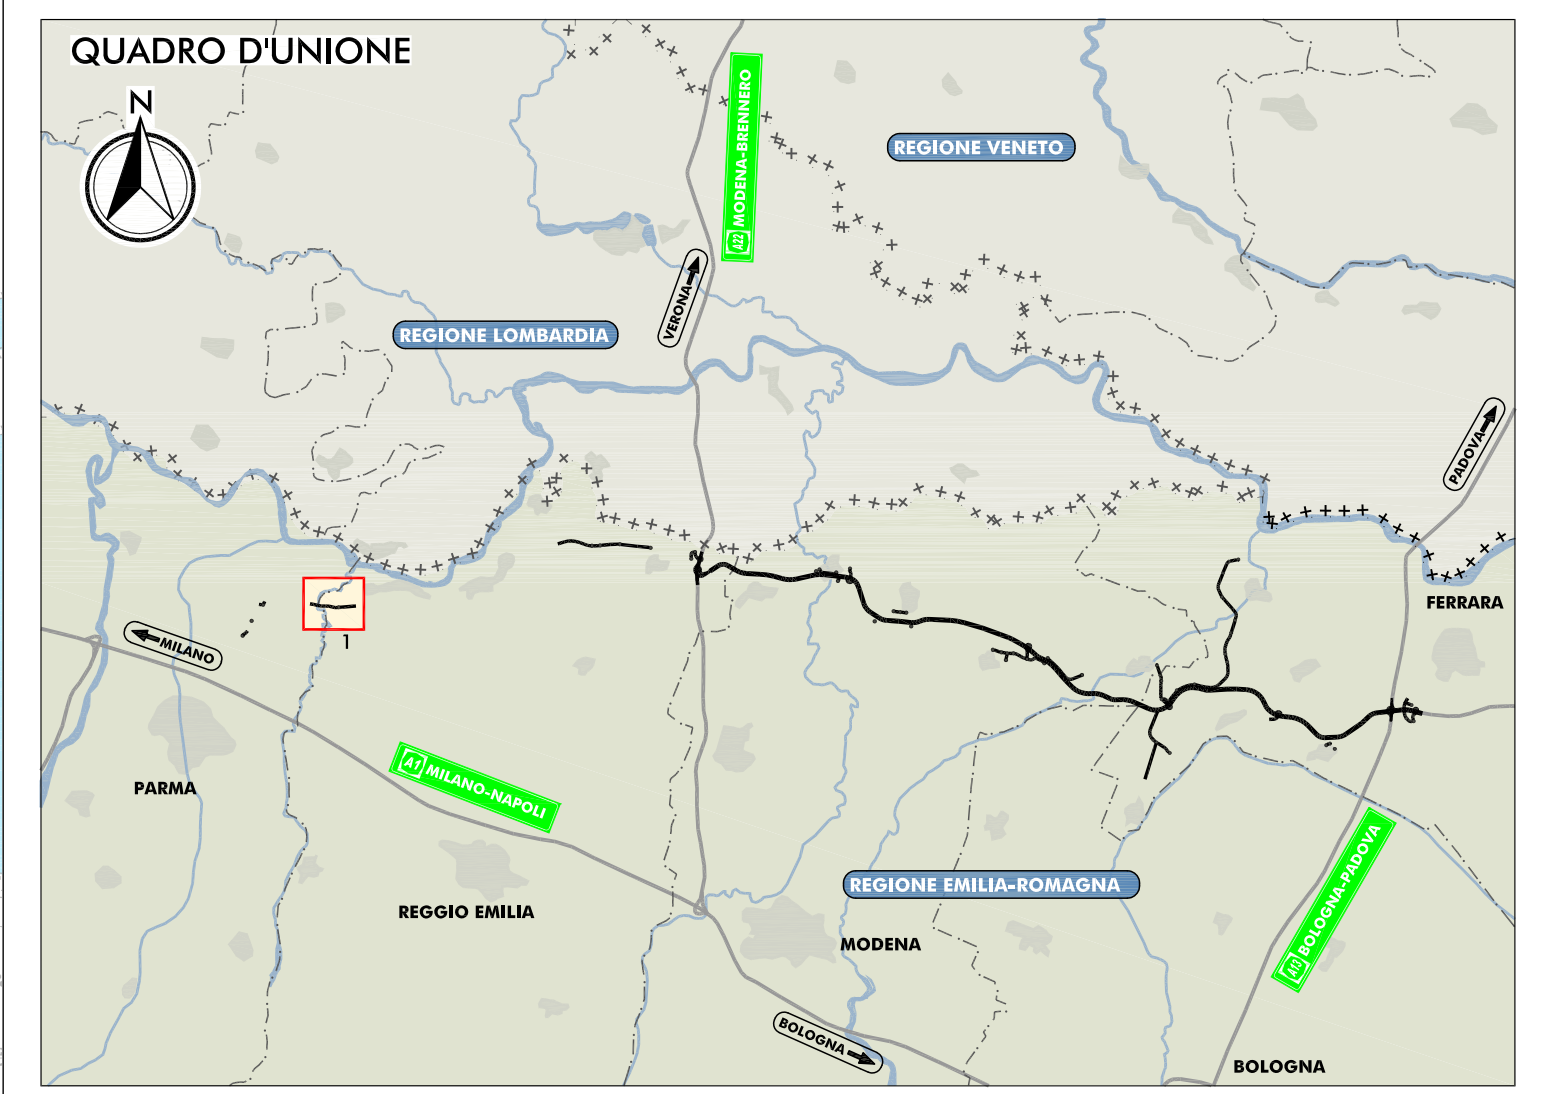 QUADRO D'UNIONE
N
A22 MODENA-BRENNERO
REGIONE VENETO
VERONA
REGIONE LOMBARDIA
PADOVA
FERRARA
1
MILANO
PARMA
A1 MILANO-NAPOLI
REGGIO EMILIA
REGIONE EMILIA-ROMAGNA
A13 BOLOGNA-PADOVA
MODENA
BOLOGNA
BOLOGNA